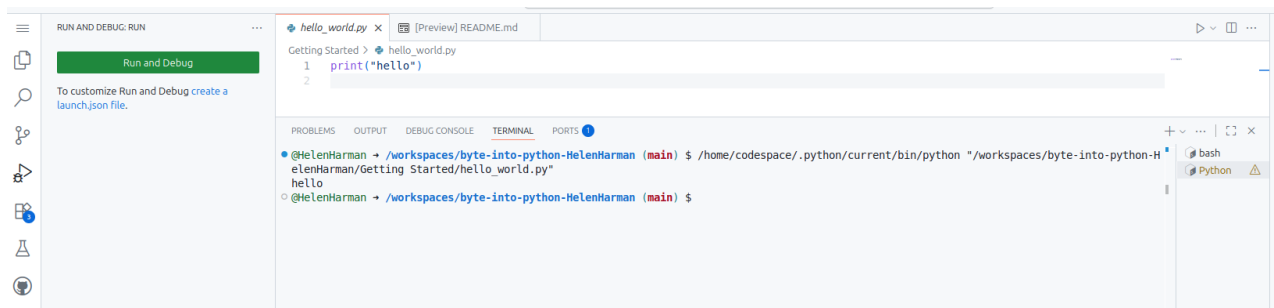 RUN AND DEBUG: RUN ...
Run and Debug
To customize Run and Debug create a
launch.json file.
3
hello_world.py × [Preview] README.md
Getting Started > hello_world.py
1 print("hello")
2
PROBLEMS OUTPUT DEBUG CONSOLE TERMINAL PORTS 1
@HelenHarman → /workspaces/byte-into-python-HelenHarman (main) $ /home/codespace/.python/current/bin/python "/workspaces/byte-into-python-H
elenHarman/Getting Started/hello_world.py"
hello
@HelenHarman → /workspaces/byte-into-python-HelenHarman (main) $
bash
Python